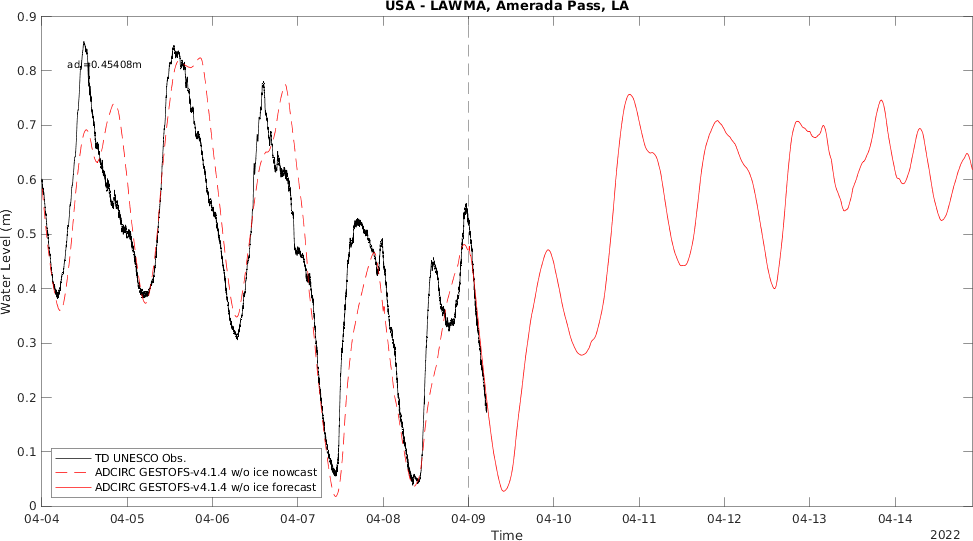 USA - LAWMA, Amerada Pass, LA
0.9
0.8
0.7
0.6
0.5
0.4
0.3
0.2
0.1
0
Water Level (m)
ad =0.45408m
TD UNESCO Obs.
ADCIRC GESTOFS-v4.1.4 w/o ice nowcast
ADCIRC GESTOFS-v4.1.4 w/o ice forecast
04-04 04-05 04-06 04-07 04-08 04-09 04-10 04-11 04-12 04-13 04-14
Time
2022